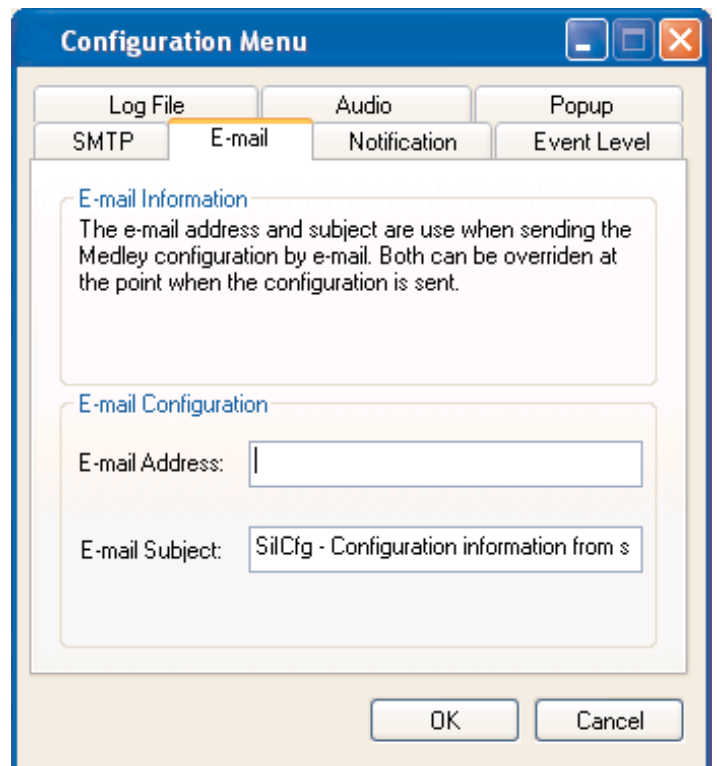 Configuration Menu
Log File Audio Popup
SMTP E-mail Notification Event Level
E-mail Information
The e-mail address and subject are use when sending the
Medley configuration by e-mail. Both can be overriden at
the point when the configuration is sent.
E-mail Configuration
E-mail Address:
E-mail Subject: SilCfg - Configuration information from s
OK Cancel